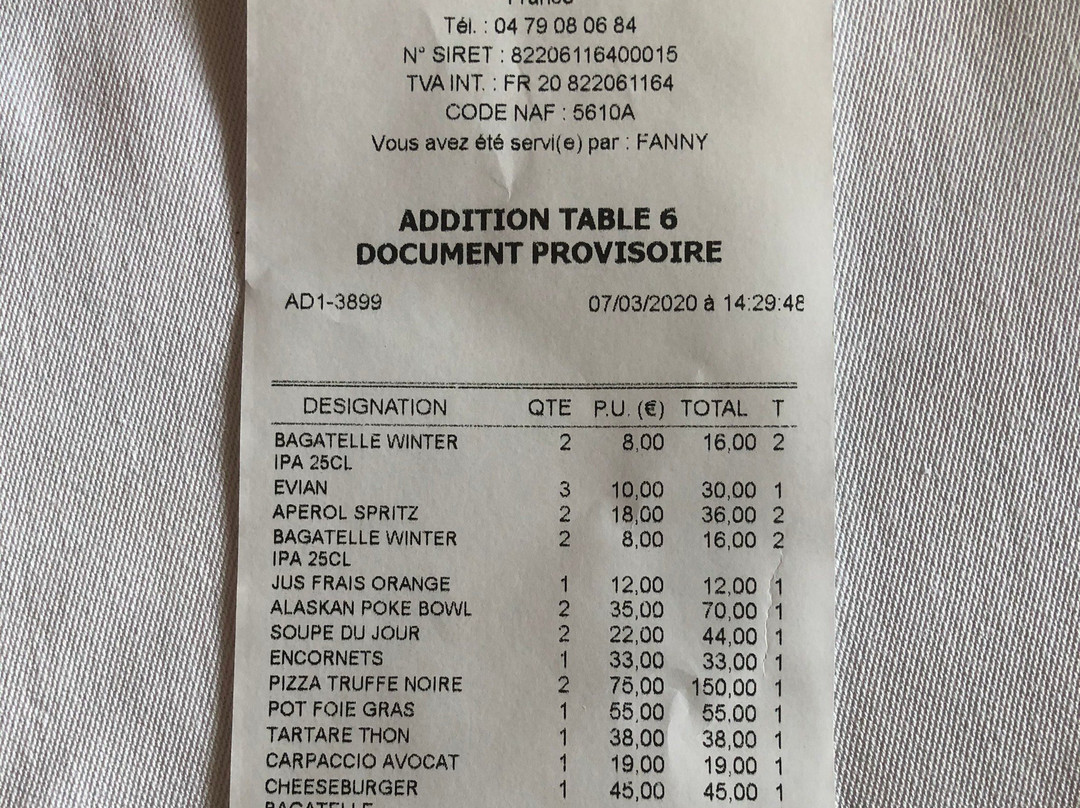 France
Tél. : 04 79 08 06 84
N° SIRET : 82206116400015
TVA INT. : FR 20 822061164
CODE NAF : 5610A
Vous avez été servi(e) par : FANNY
ADDITION TABLE 6
DOCUMENT PROVISOIRE
AD1-3899 07/03/2020 à 14:29:48
DESIGNATION QTE P.U. (€) TOTAL T
BAGATELLE WINTER 2 8,00 16,00 2
IPA 25CL
EVIAN 3 10,00 30,00 1
APEROL SPRITZ 2 18,00 36,00 2
BAGATELLE WINTER 2 8,00 16,00 2
IPA 25CL
JUS FRAIS ORANGE 1 12,00 12,00 1
ALASKAN POKE BOWL 2 35,00 70,00 1
SOUPE DU JOUR 2 22,00 44,00 1
ENCORNETS 1 33,00 33,00 1
PIZZA TRUFFE NOIRE 2 75,00 150,00 1
POT FOIE GRAS 1 55,00 55,00 1
TARTARE THON 1 38,00 38,00 1
CARPACCIO AVOCAT 1 19,00 19,00 1
CHEESEBURGER 1 45,00 45,00 1
BAGATELLE